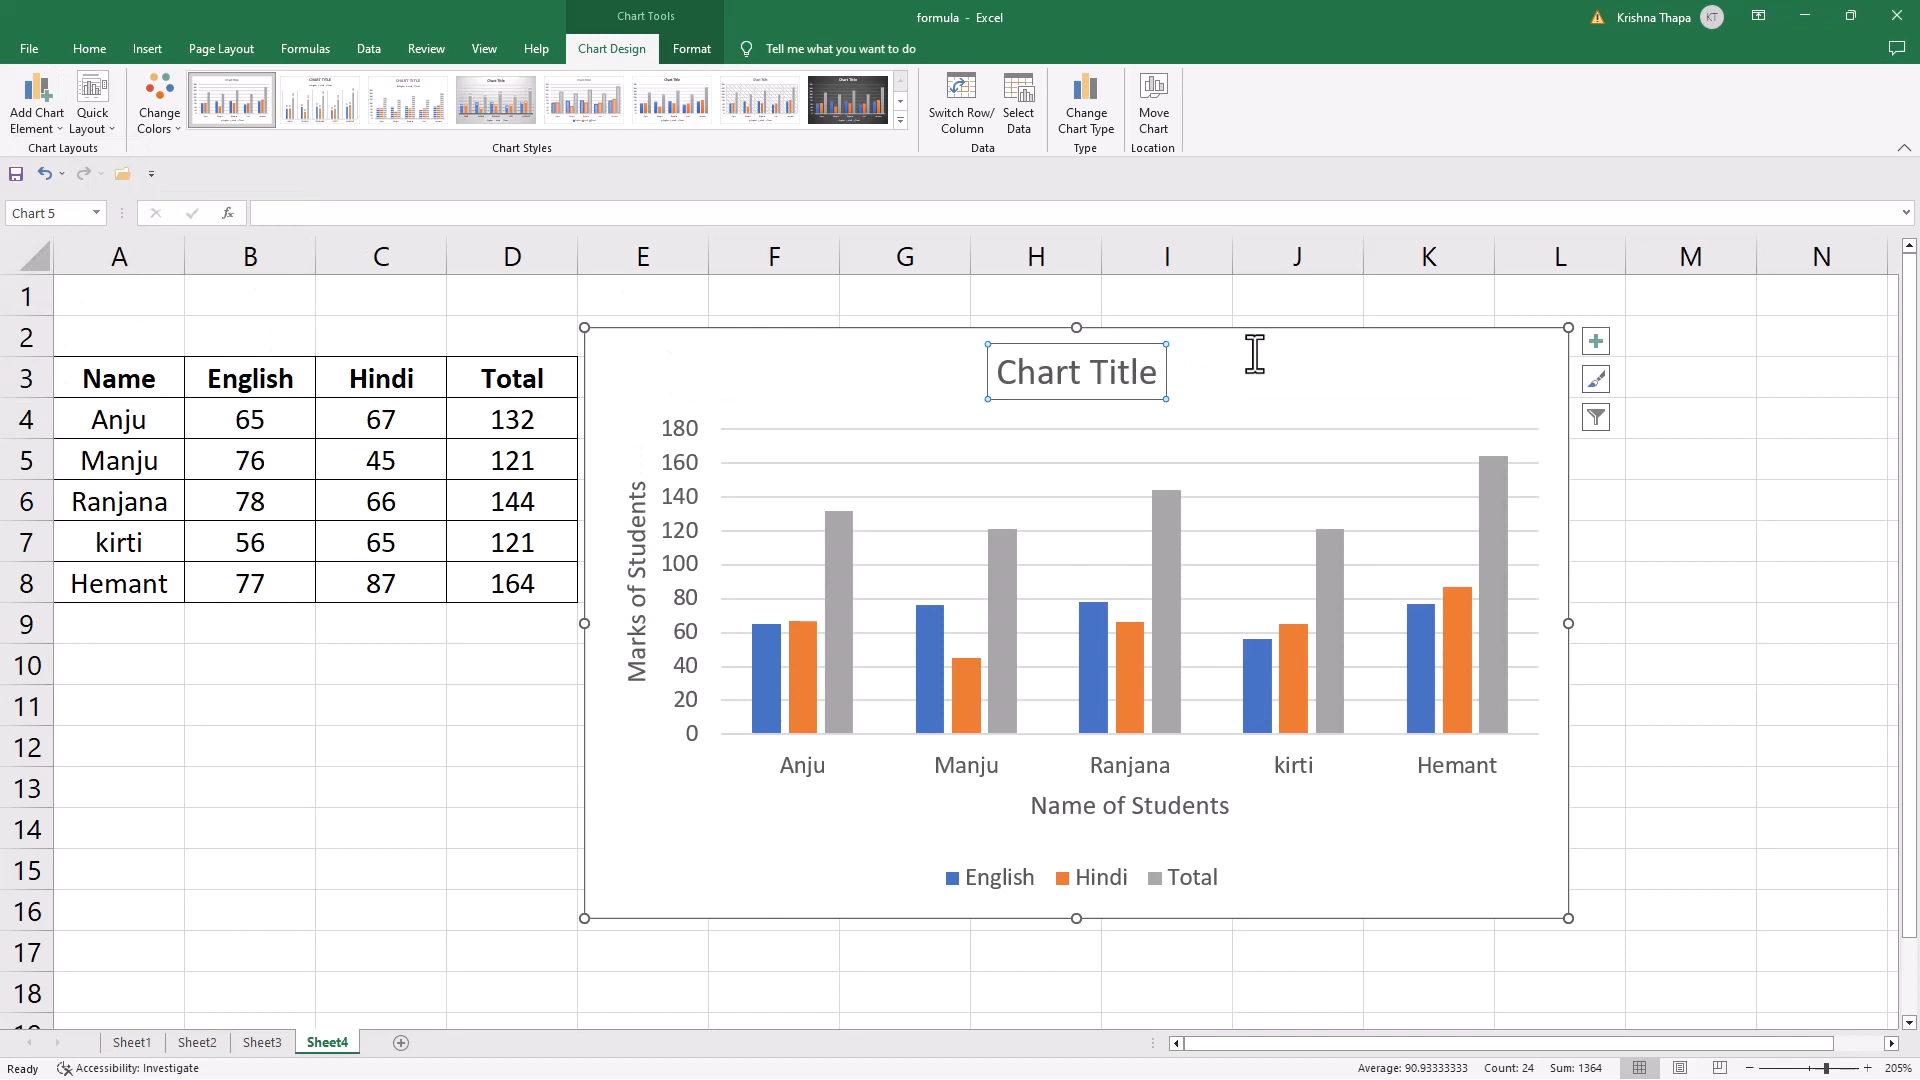 Chart Tools
formula - Excel
Krishna Thapa KT
File Home Insert Page Layout Formulas Data Review View Help Chart Design Format Tell me what you want to do
Add Chart Element
Quick Layout
Change Colors
Switch Row/ Column
Select Data
Change Chart Type
Move Chart
Chart Layouts Chart Styles Data Type Location
Chart 5 fx
A B C D E F G H I J K L M N
1
2
3 Name English Hindi Total
4 Anju 65 67 132
5 Manju 76 45 121
6 Ranjana 78 66 144
7 kirti 56 65 121
8 Hemant 77 87 164
9
10
11
12
13
14
15
16
17
18
Chart Title
Marks of Students
180
160
140
120
100
80
60
40
20
0
Anju Manju Ranjana kirti Hemant
Name of Students
English Hindi Total
Sheet1 Sheet2 Sheet3 Sheet4
Ready Accessibility: Investigate Average: 90.93333333 Count: 24 Sum: 1364 205%